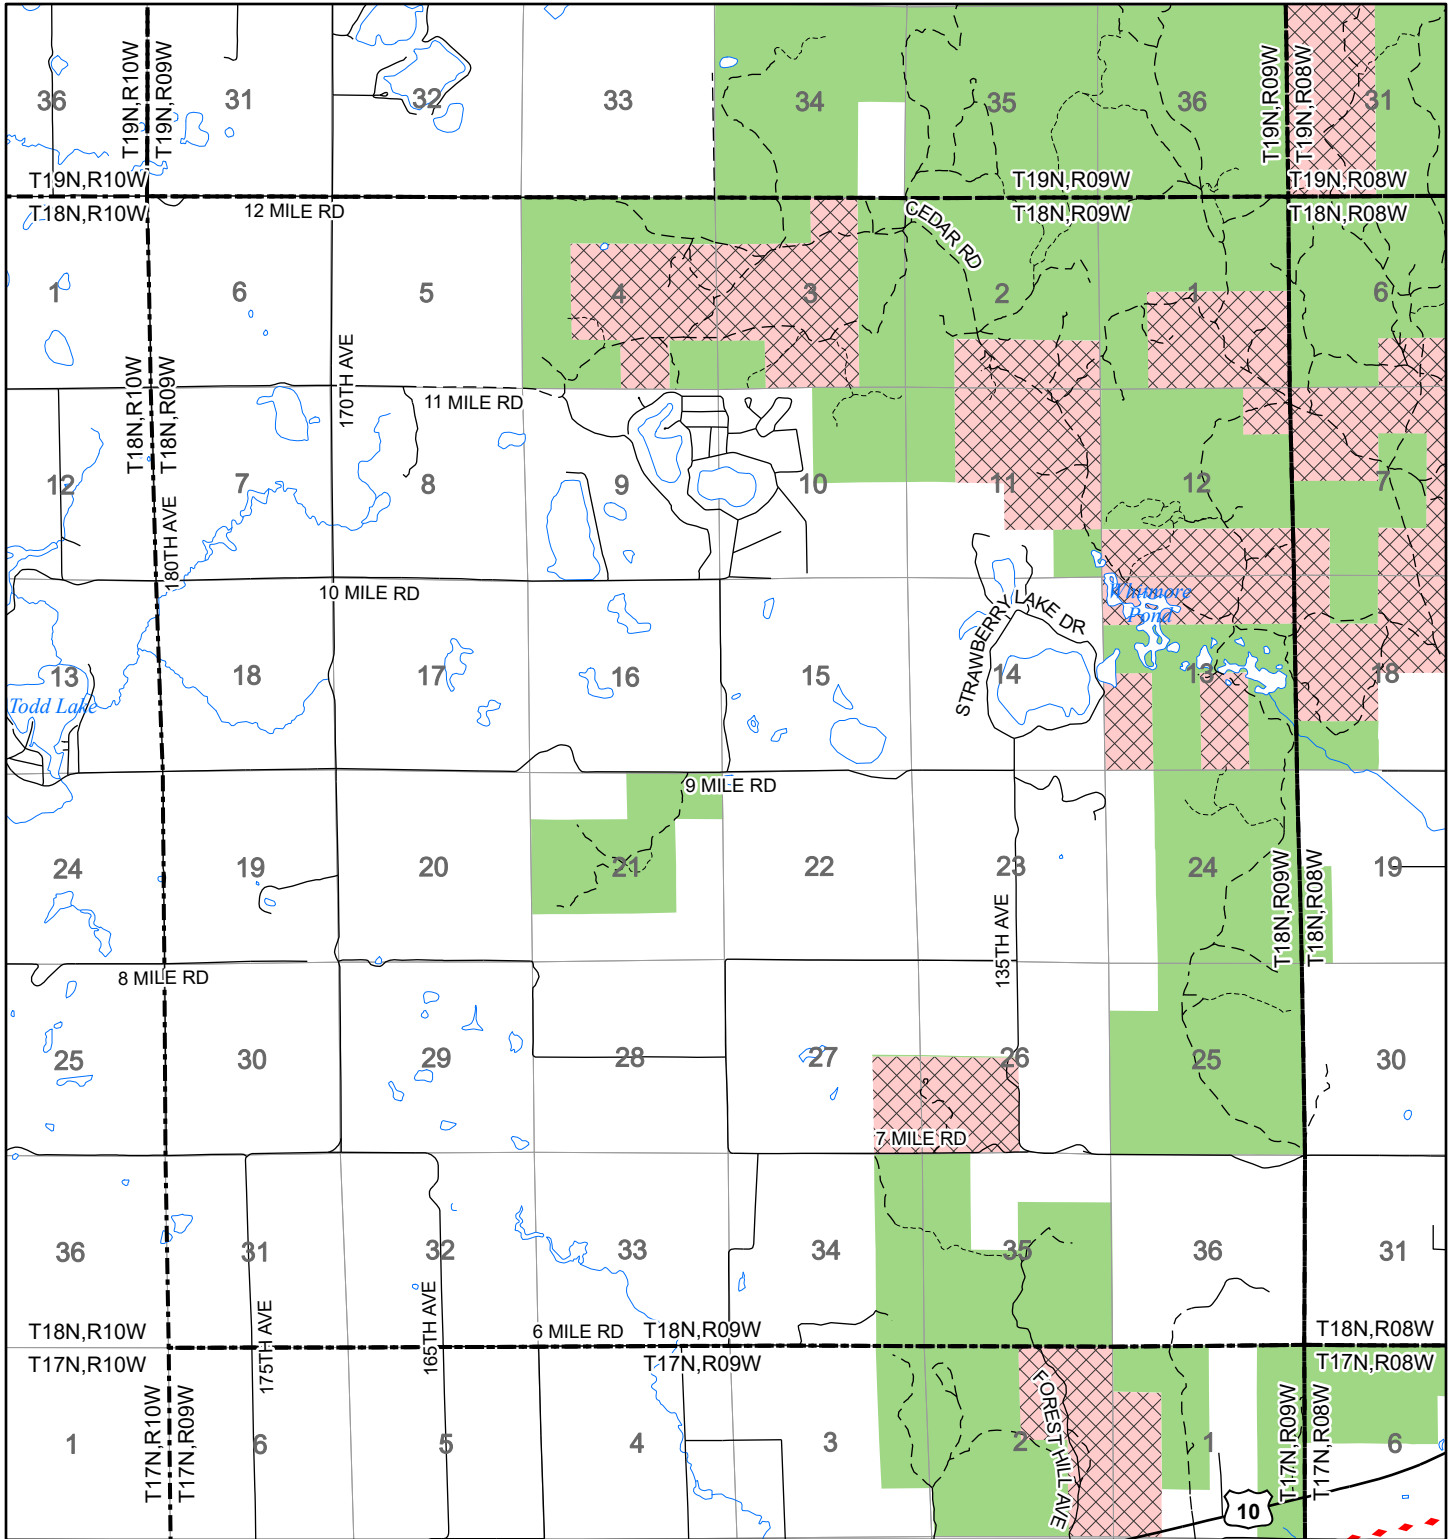 36
31
32
33
34
35
36
31
T19N,R10W
T19N,R09W
T19N,R09W
T19N,R08W
T19N,R10W
T19N,R09W
T19N,R08W
T18N,R10W
12 MILE RD
T18N,R09W
T18N,R08W
CEDAR RD
1
6
5
4
3
2
1
6
T18N,R10W
T18N,R09W
170TH AVE
11 MILE RD
12
7
8
9
10
11
12
7
180TH AVE
10 MILE RD
Whitmore
Pond
STRAWBERRY LAKE DR
13
18
17
16
15
14
13
18
Todd Lake
9 MILE RD
24
19
20
21
22
23
24
19
T18N,R09W
T18N,R08W
135TH AVE
8 MILE RD
25
30
29
28
27
26
25
30
7 MILE RD
36
31
32
33
34
35
36
31
175TH AVE
165TH AVE
T18N,R10W
6 MILE RD
T18N,R09W
T18N,R08W
T17N,R10W
T17N,R09W
T17N,R08W
T17N,R10W
T17N,R09W
FOREST HILL AVE
T17N,R09W
T17N,R08W
1
6
5
4
3
2
1
6
10